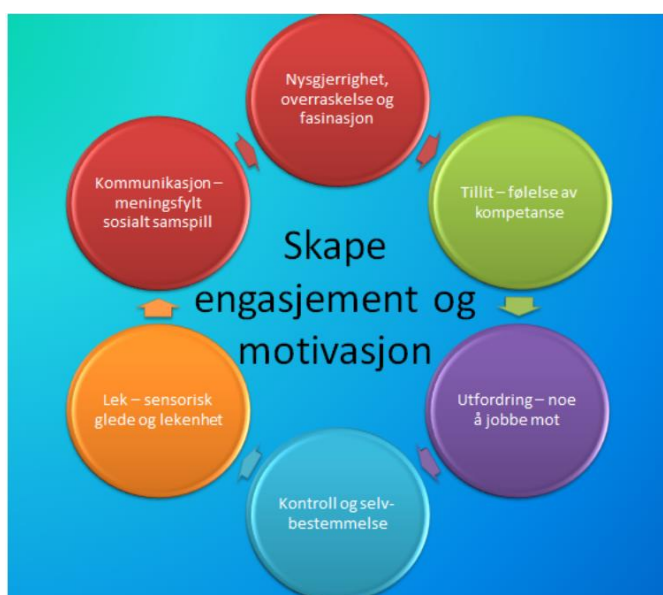 Nysgjerrighet,
overraskelse og
fasinasjon
Tillit – følelse av
kompetanse
Utfordring – noe
å jobbe mot
Kontroll og selv-
bestemmelse
Lek – sensorisk
glede og lekenhet
Kommunikasjon –
meningsfylt
sosialt samspill
Skape
engasjement og
motivasjon